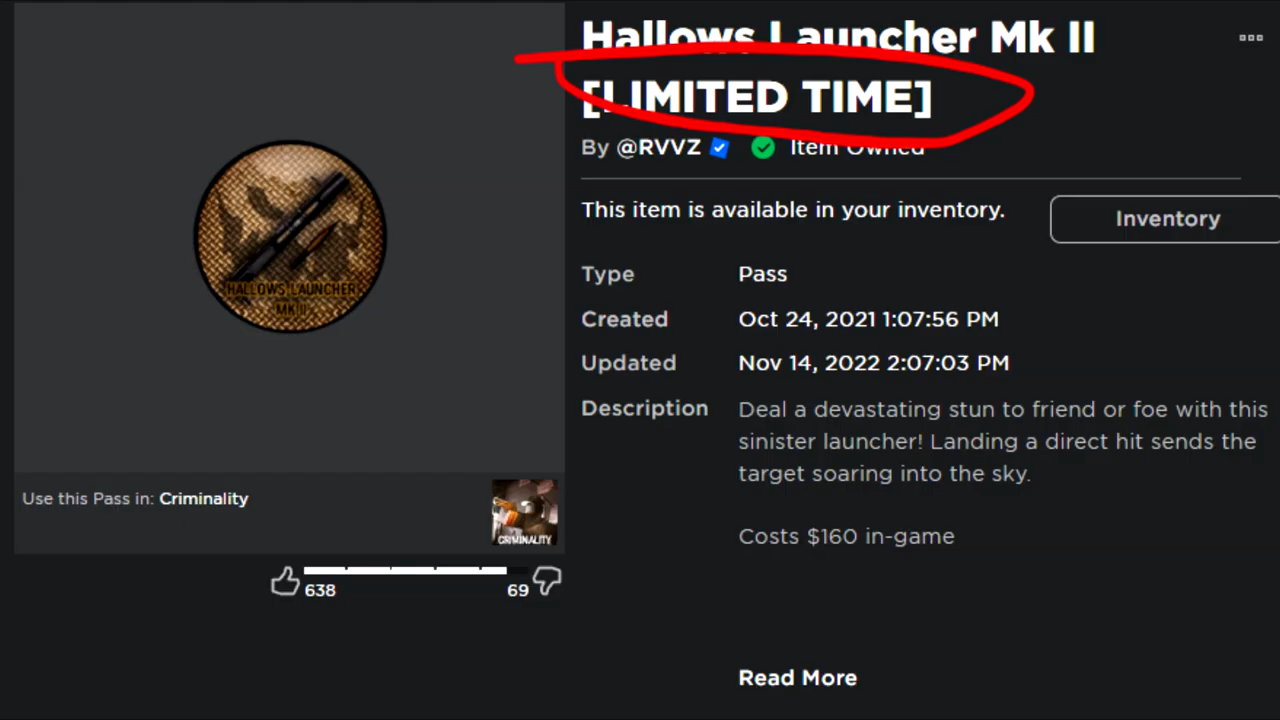 Hallows Launcher Mk II
[LIMITED TIME]
By @RVVZ Item Owned
This item is available in your inventory.
Inventory
Type Pass
Created Oct 24, 2021 1:07:56 PM
Updated Nov 14, 2022 2:07:03 PM
Description Deal a devastating stun to friend or foe with this
sinister launcher! Landing a direct hit sends the
target soaring into the sky.
Costs $160 in-game
Read More
HALLOWS LAUNCHER
Use this Pass in: Criminality
CRIMINALITY
638 69